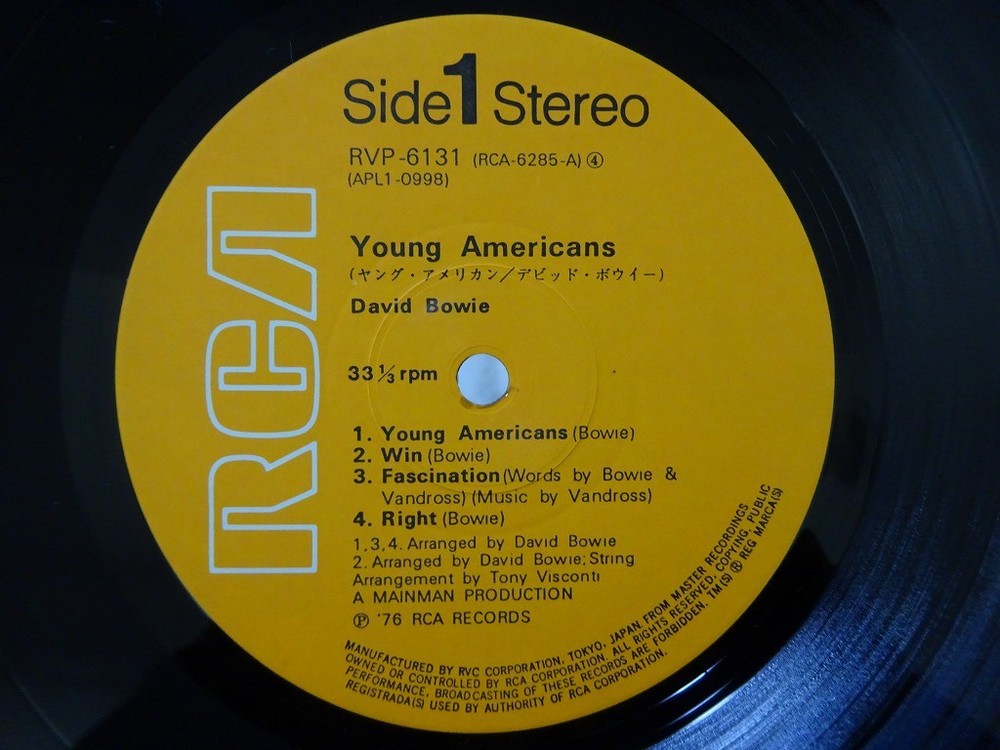 Side 1 Stereo
RVP-6131 (RCA-6285-A) ④
(APL1-0998)
RCA
Young Americans
(ヤング・アメリカン/デビッド・ボウイー)
David Bowie
33 1/3 rpm
1. Young Americans (Bowie)
2. Win (Bowie)
3. Fascination (Words by Bowie &
Vandross) (Music by Vandross)
4. Right (Bowie)
1,3,4. Arranged by David Bowie
2. Arranged by David Bowie; String
Arrangement by Tony Visconti
A MAINMAN PRODUCTION
℗ '76 RCA RECORDS
MANUFACTURED BY RVC CORPORATION, TOKYO, JAPAN FROM MASTER RECORDINGS
OWNED OR CONTROLLED BY RCA CORPORATION. ALL RIGHTS RESERVED, COPYING, PUBLIC
PERFORMANCE, BROADCASTING OF THESE RECORDS ARE FORBIDDEN. TM(S) ® REG MARCA(S)
REGISTRADA(S) USED BY AUTHORITY OF RCA CORPORATION.